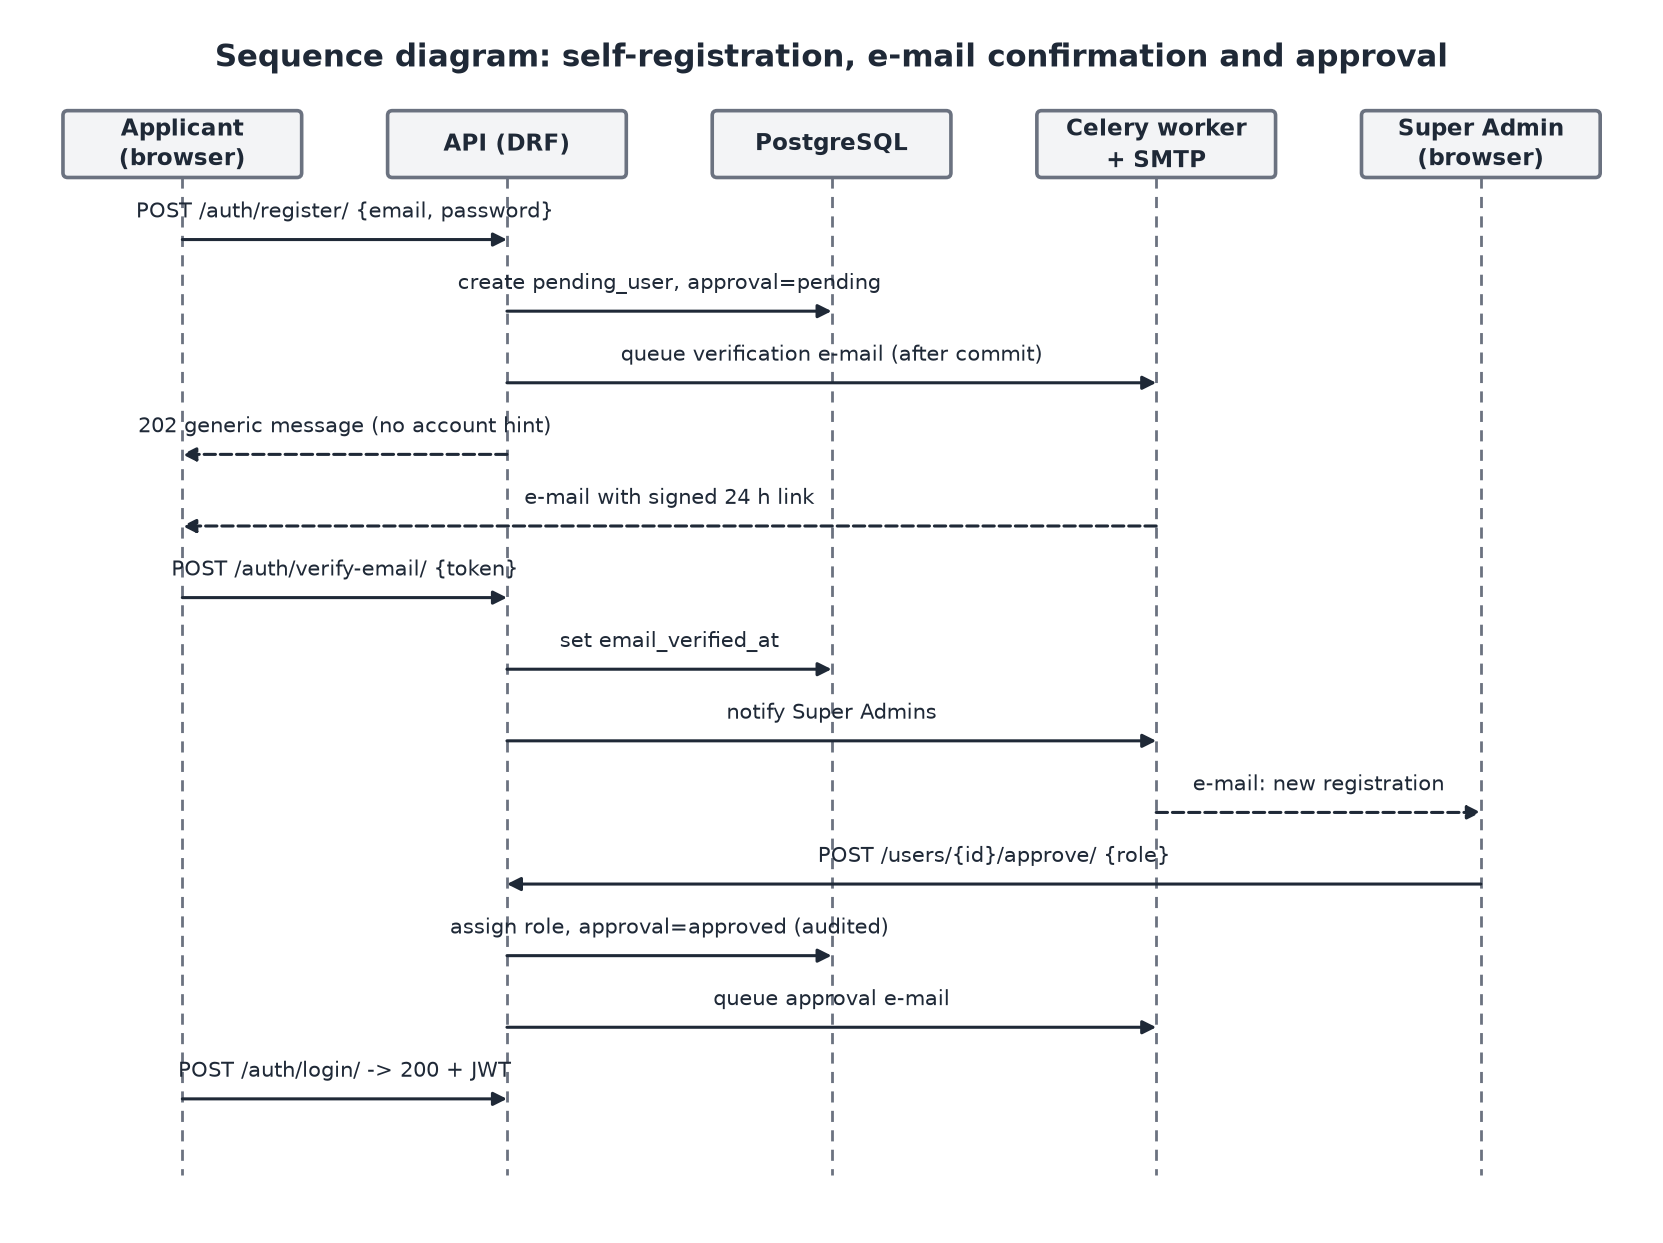 Sequence diagram: self-registration, e-mail confirmation and approval
Applicant
(browser)
API (DRF)
PostgreSQL
Celery worker
+ SMTP
Super Admin
(browser)
POST /auth/register/ {email, password}
create pending_user, approval=pending
queue verification e-mail (after commit)
202 generic message (no account hint)
e-mail with signed 24 h link
POST /auth/verify-email/ {token}
set email_verified_at
notify Super Admins
e-mail: new registration
POST /users/{id}/approve/ {role}
assign role, approval=approved (audited)
queue approval e-mail
POST /auth/login/ -> 200 + JWT